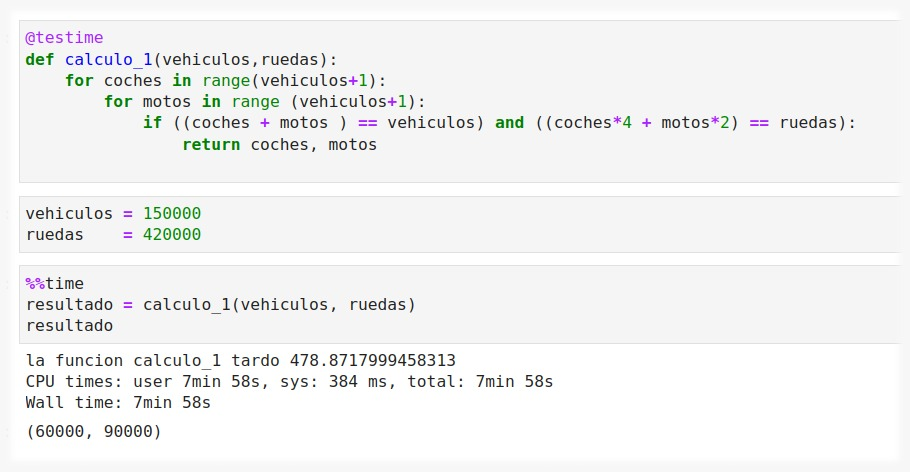 @testime
def calculo_1(vehiculos,ruedas):
    for coches in range(vehiculos+1):
        for motos in range (vehiculos+1):
            if ((coches + motos ) == vehiculos) and ((coches*4 + motos*2) == ruedas):
                return coches, motos
vehiculos = 150000
ruedas    = 420000
%%time
resultado = calculo_1(vehiculos, ruedas)
resultado
la funcion calculo_1 tardo 478.8717999458313
CPU times: user 7min 58s, sys: 384 ms, total: 7min 58s
Wall time: 7min 58s
(60000, 90000)